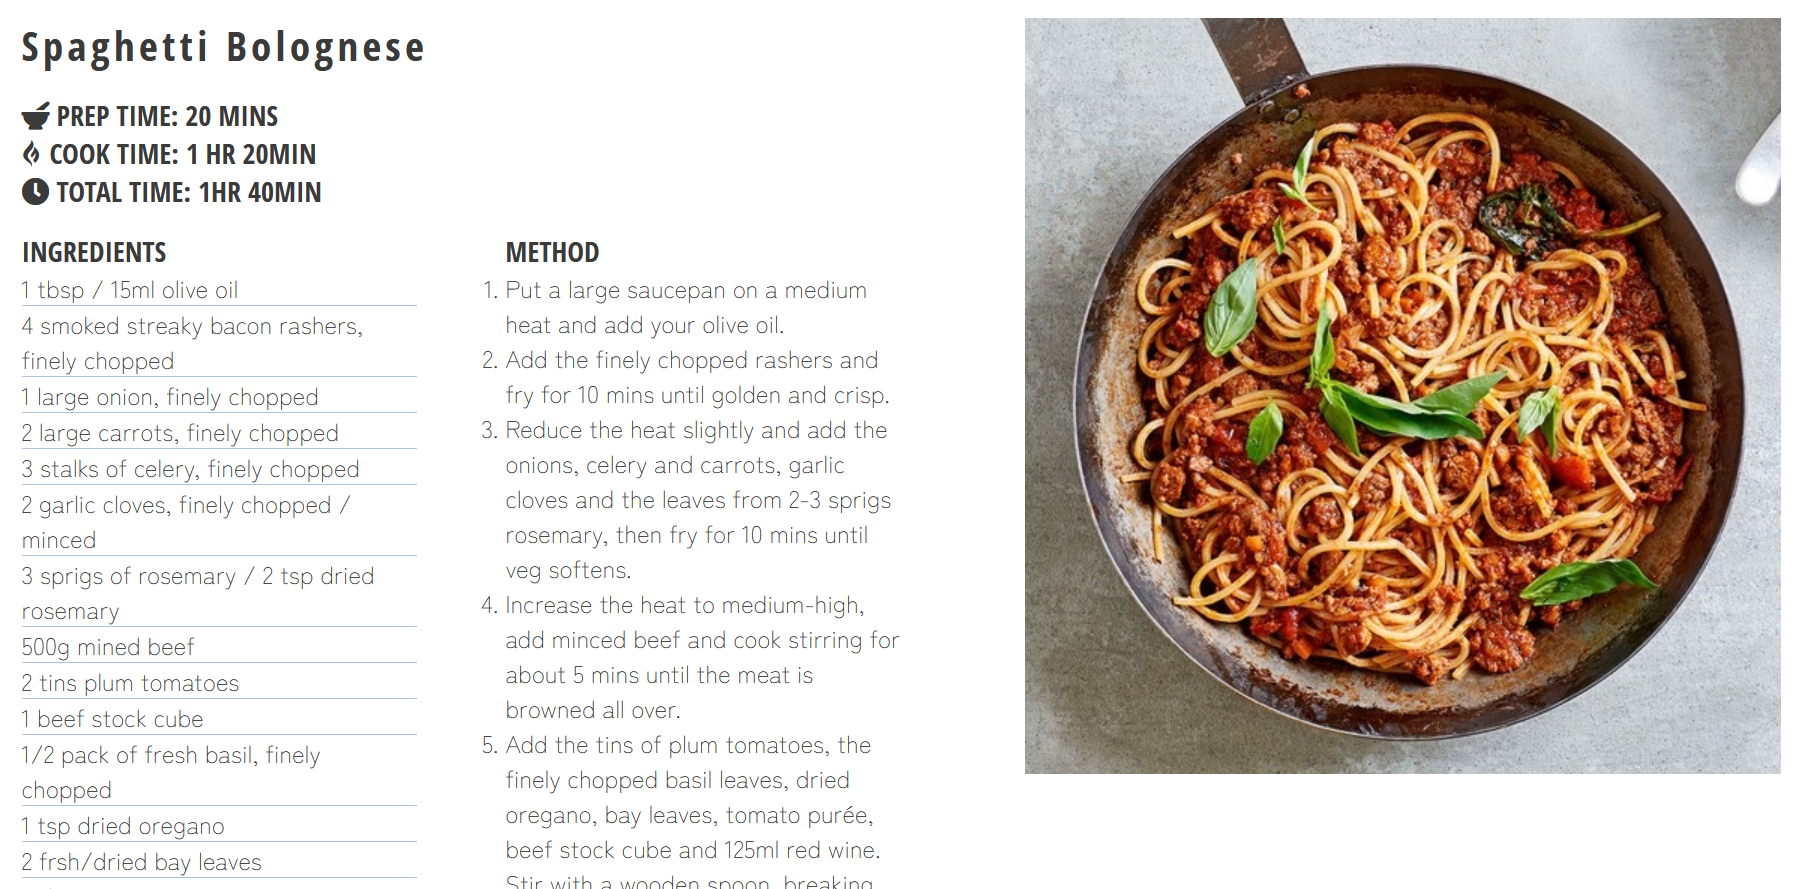 Spaghetti Bolognese
PREP TIME: 20 MINS
COOK TIME: 1 HR 20MIN
TOTAL TIME: 1HR 40MIN
INGREDIENTS
1 tbsp / 15ml olive oil
4 smoked streaky bacon rashers,
finely chopped
1 large onion, finely chopped
2 large carrots, finely chopped
3 stalks of celery, finely chopped
2 garlic cloves, finely chopped /
minced
3 sprigs of rosemary / 2 tsp dried
rosemary
500g mined beef
2 tins plum tomatoes
1 beef stock cube
1/2 pack of fresh basil, finely
chopped
1 tsp dried oregano
2 frsh/dried bay leaves
METHOD
1. Put a large saucepan on a medium
heat and add your olive oil.
2. Add the finely chopped rashers and
fry for 10 mins until golden and crisp.
3. Reduce the heat slightly and add the
onions, celery and carrots, garlic
cloves and the leaves from 2-3 sprigs
rosemary, then fry for 10 mins until
veg softens.
4. Increase the heat to medium-high,
add minced beef and cook stirring for
about 5 mins until the meat is
browned all over.
5. Add the tins of plum tomatoes, the
finely chopped basil leaves, dried
oregano, bay leaves, tomato purée,
beef stock cube and 125ml red wine.
Stir with a wooden spoon, breaking